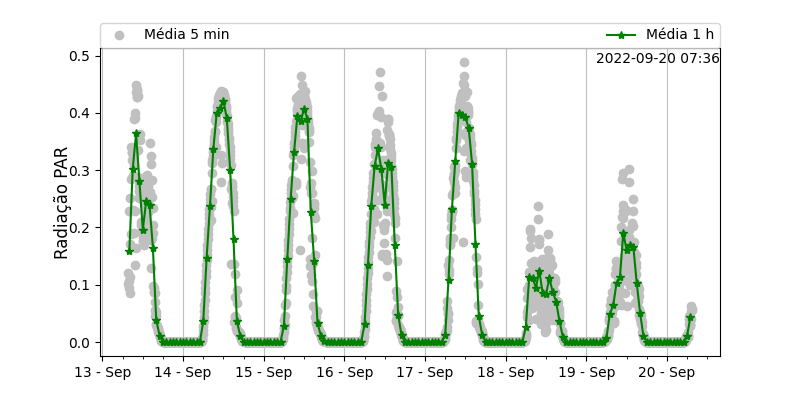 Média 5 min
Média 1 h
2022-09-20 07:36
Radiação PAR
0.5
0.4
0.3
0.2
0.1
0.0
13 - Sep
14 - Sep
15 - Sep
16 - Sep
17 - Sep
18 - Sep
19 - Sep
20 - Sep